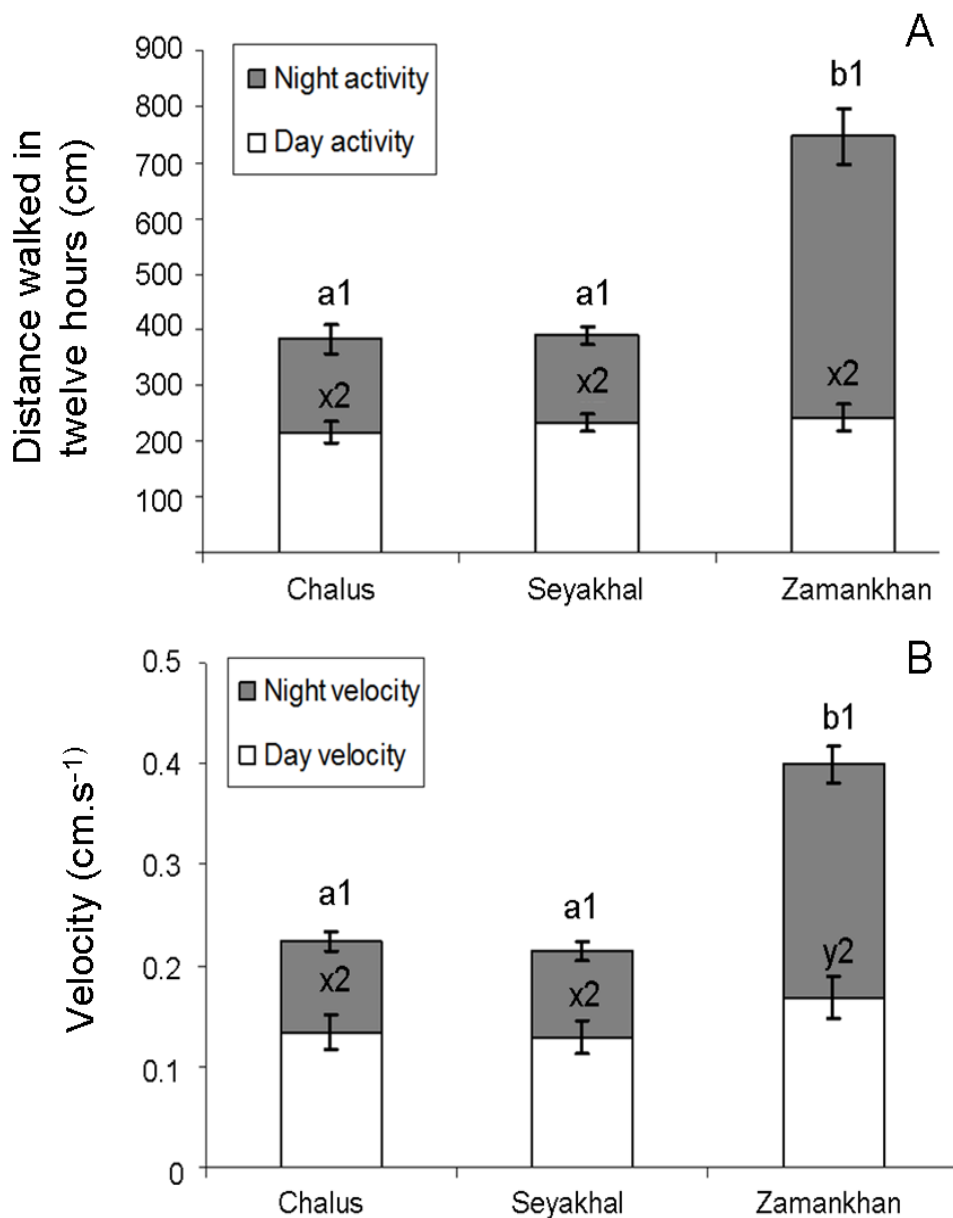 A
Distance walked in
twelve hours (cm)
900
800
700
600
500
400
300
200
100
Night activity
Day activity
a1
x2
a1
x2
b1
x2
Chalus
Seyakhal
Zamankhan
B
Velocity (cm.s⁻¹)
0.5
0.4
0.3
0.2
0.1
0
Night velocity
Day velocity
a1
x2
a1
x2
b1
y2
Chalus
Seyakhal
Zamankhan